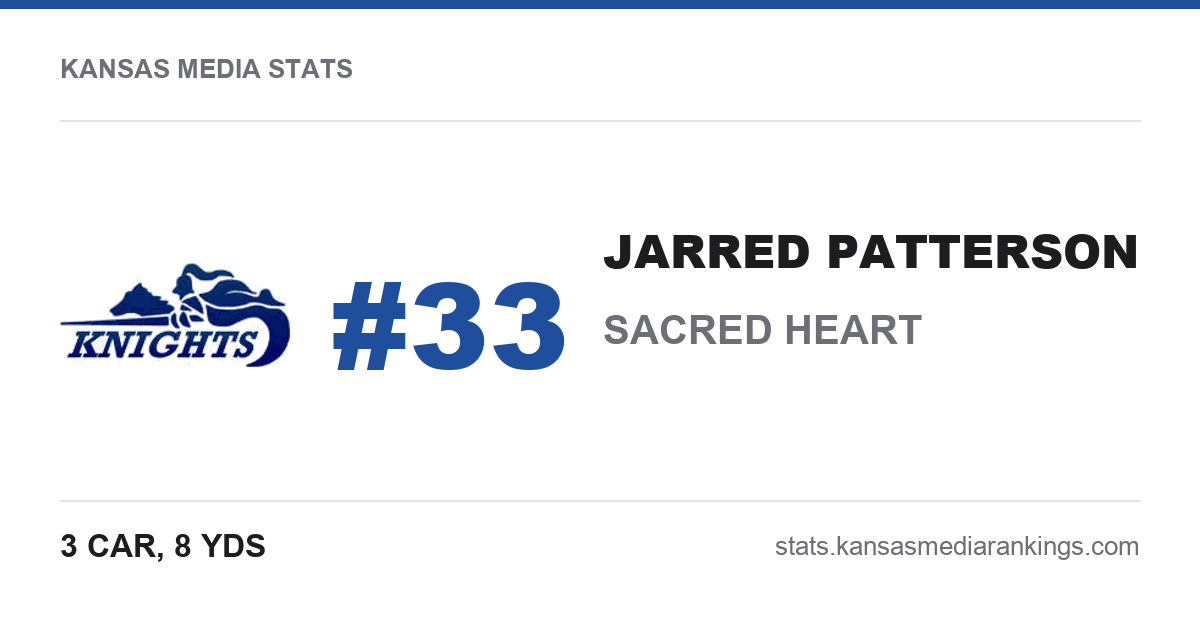 KANSAS MEDIA STATS
KNIGHTS
#33
JARRED PATTERSON
SACRED HEART
3 CAR, 8 YDS
stats.kansasmediarankings.com